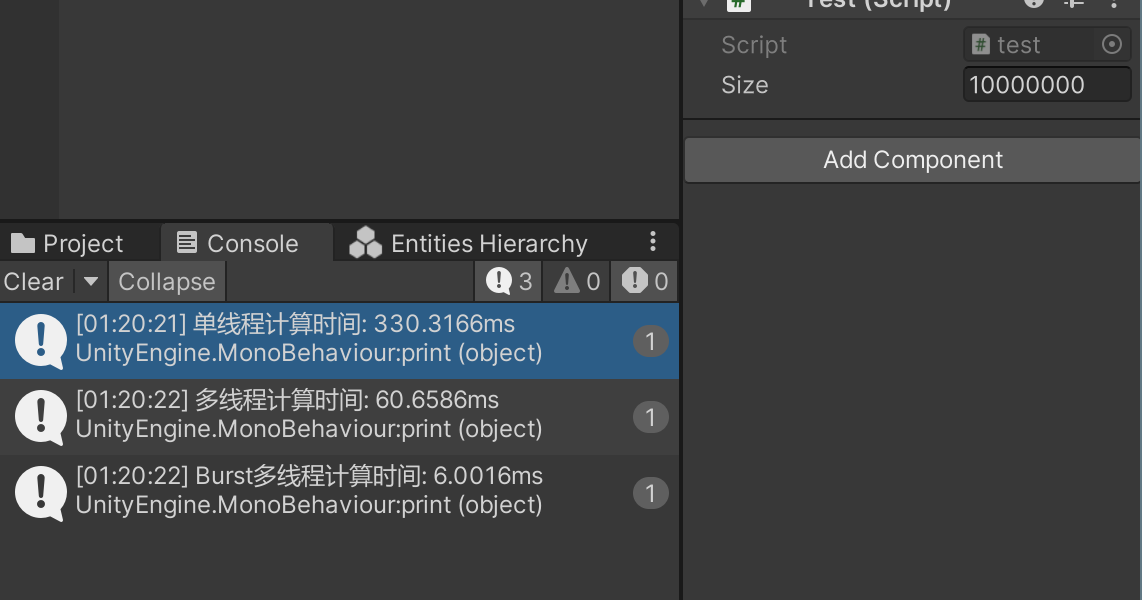 Test (Script)
Script
# test
Size
10000000
Add Component
Project
Console
Entities Hierarchy
Clear
Collapse
3
0
0
[01:20:21] 单线程计算时间: 330.3166ms
UnityEngine.MonoBehaviour:print (object)
1
[01:20:22] 多线程计算时间: 60.6586ms
UnityEngine.MonoBehaviour:print (object)
1
[01:20:22] Burst多线程计算时间: 6.0016ms
UnityEngine.MonoBehaviour:print (object)
1